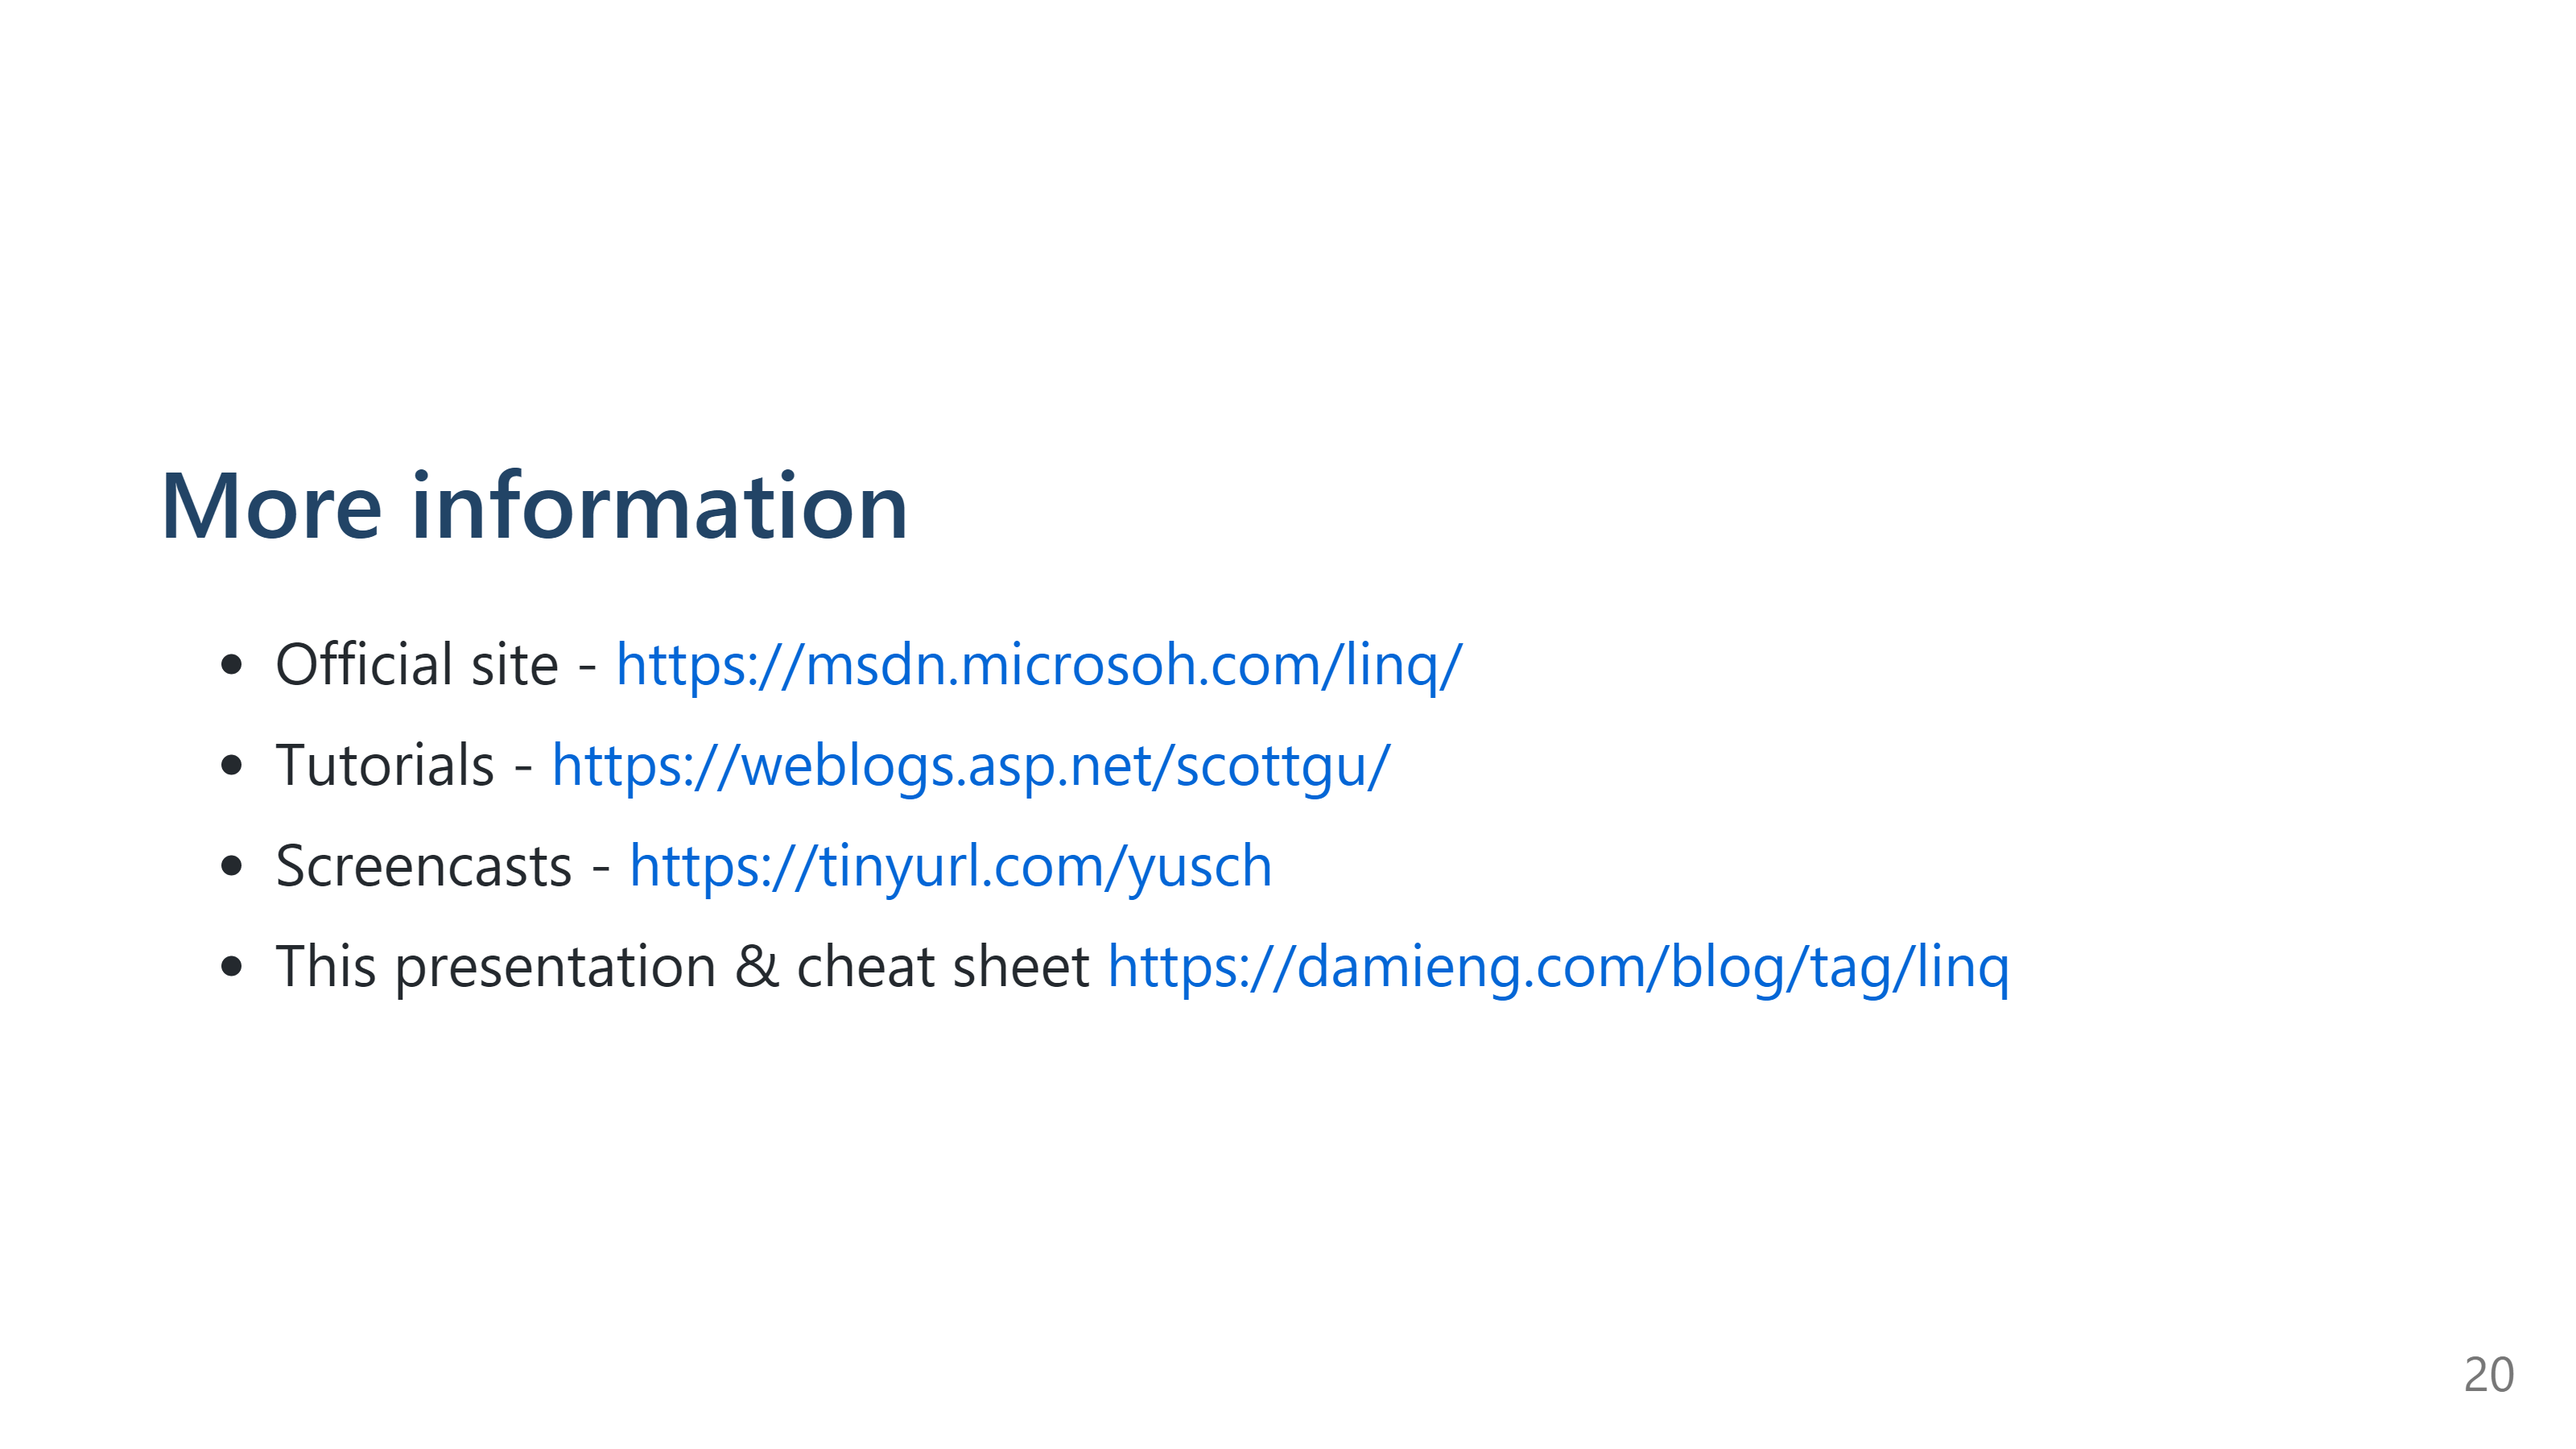 More information
• Official site - https://msdn.microsoh.com/linq/
• Tutorials - https://weblogs.asp.net/scottgu/
• Screencasts - https://tinyurl.com/yusch
• This presentation & cheat sheet https://damieng.com/blog/tag/linq
20